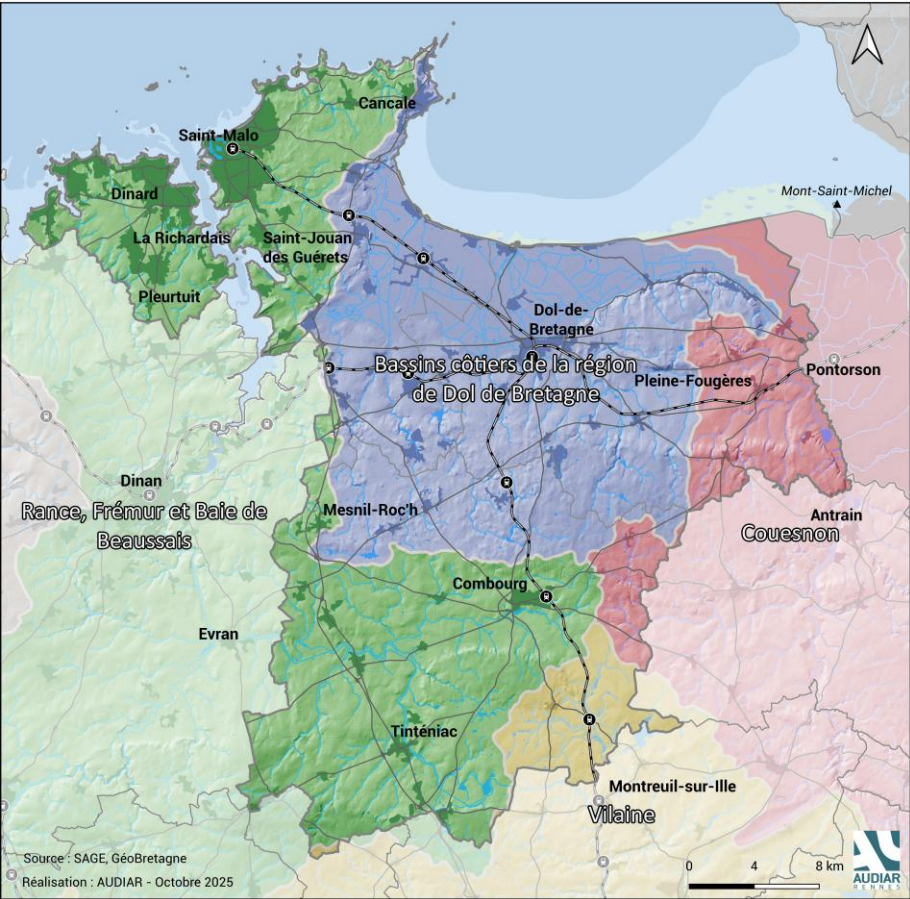 Cancale
Saint-Malo
Dinard
Mont-Saint-Michel
La Richardais
Saint-Jouan
des Guérets
Pleurtuit
Dol-de-
Bretagne
Bassins côtiers de la région
de Dol de Bretagne
Pleine-Fougères
Pontorson
Dinan
Rance, Frémur et Baie de
Beaussais
Mesnil-Roc'h
Antrain
Couesnon
Combourg
Evran
Tinténiac
Montreuil-sur-Ille
Vilaine
Source : SAGE, GéoBretagne
Réalisation : AUDIAR - Octobre 2025
0 4 8 km
AU
AUDIAR
RENNES